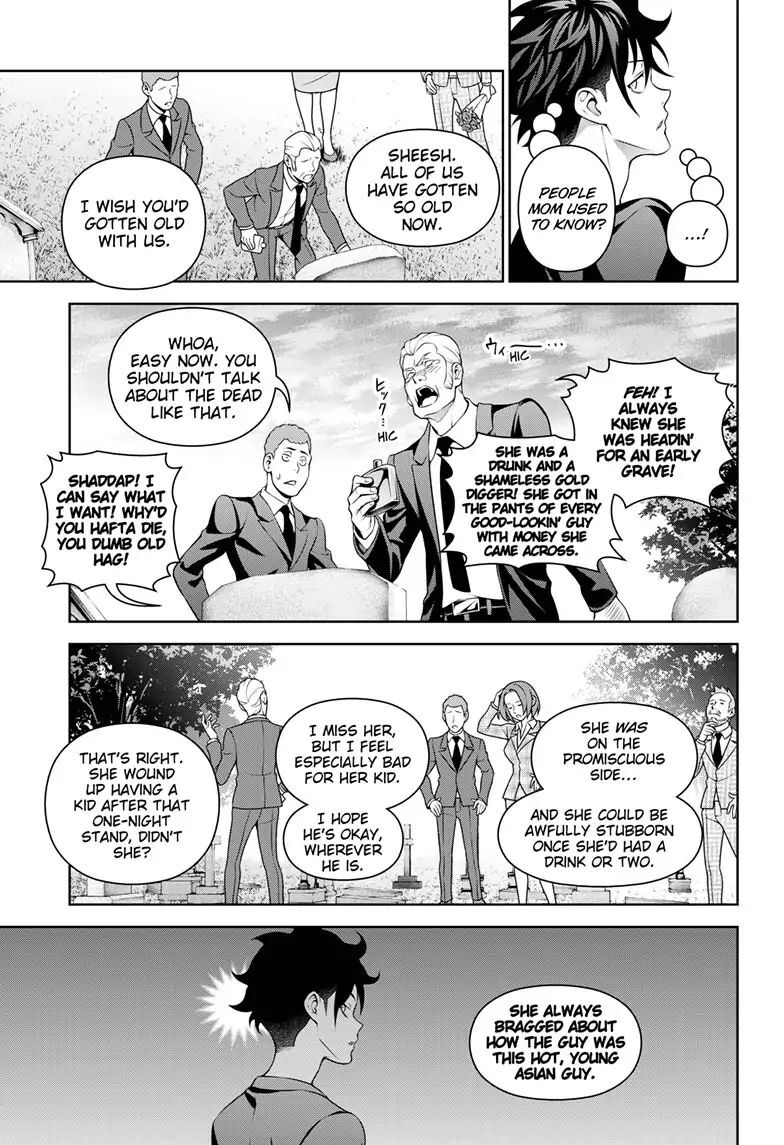 ...!
PEOPLE
MOM USED
TO KNOW?
SHEESH.
ALL OF US
HAVE GOTTEN
SO OLD
NOW.
I WISH YOU'D
GOTTEN OLD
WITH US.
FEH! I
ALWAYS
KNEW SHE
WAS HEADIN'
FOR AN EARLY
GRAVE!
SHE WAS A
DRUNK AND A
SHAMELESS GOLD
DIGGER! SHE GOT IN
THE PANTS OF EVERY
GOOD-LOOKIN' GUY
WITH MONEY SHE
CAME ACROSS.
ウィー…
HIC
ヒック…
HIC
WHOA,
EASY NOW. YOU
SHOULDN'T TALK
ABOUT THE DEAD
LIKE THAT.
SHADDAP! I
CAN SAY WHAT
I WANT! WHY'D
YOU HAFTA DIE,
YOU DUMB OLD
HAG!
SHE WAS
ON THE
PROMISCUOUS
SIDE...
AND SHE COULD BE
AWFULLY STUBBORN
ONCE SHE'D HAD A
DRINK OR TWO.
I MISS HER,
BUT I FEEL
ESPECIALLY BAD
FOR HER KID.
I HOPE
HE'S OKAY,
WHEREVER
HE IS.
THAT'S RIGHT.
SHE WOUND
UP HAVING A
KID AFTER THAT
ONE-NIGHT
STAND, DIDN'T
SHE?
SHE ALWAYS
BRAGGED ABOUT
HOW THE GUY WAS
THIS HOT, YOUNG
ASIAN GUY.